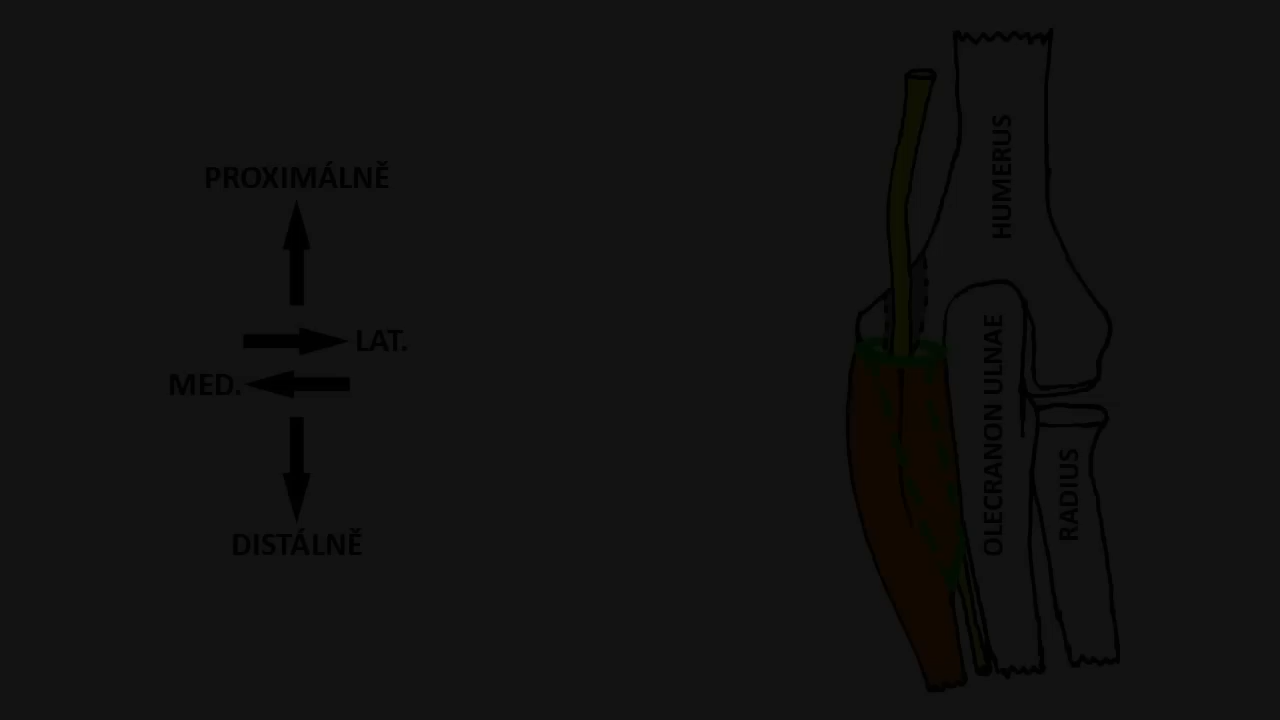 PROXIMÁLNĚ
LAT.
MED.
DISTÁLNĚ
HUMERUS
OLECRANON ULNAE
RADIUS